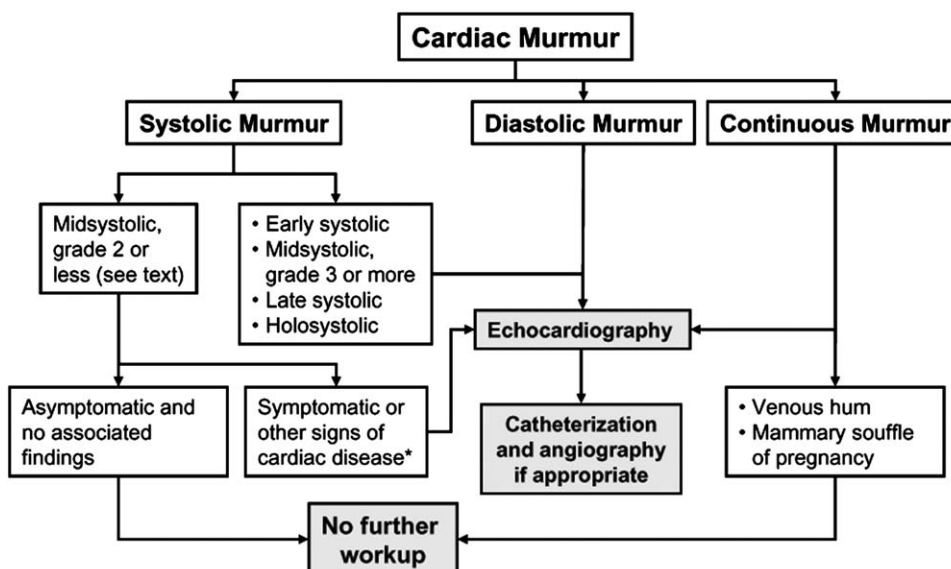 Cardiac Murmur
Systolic Murmur
Diastolic Murmur
Continuous Murmur
Midsystolic,
grade 2 or
less (see text)
• Early systolic
• Midsystolic,
grade 3 or more
• Late systolic
• Holosystolic
Echocardiography
Asymptomatic and
no associated
findings
Symptomatic or
other signs of
cardiac disease*
Catheterization
and angiography
if appropriate
• Venous hum
• Mammary souffle
of pregnancy
No further
workup